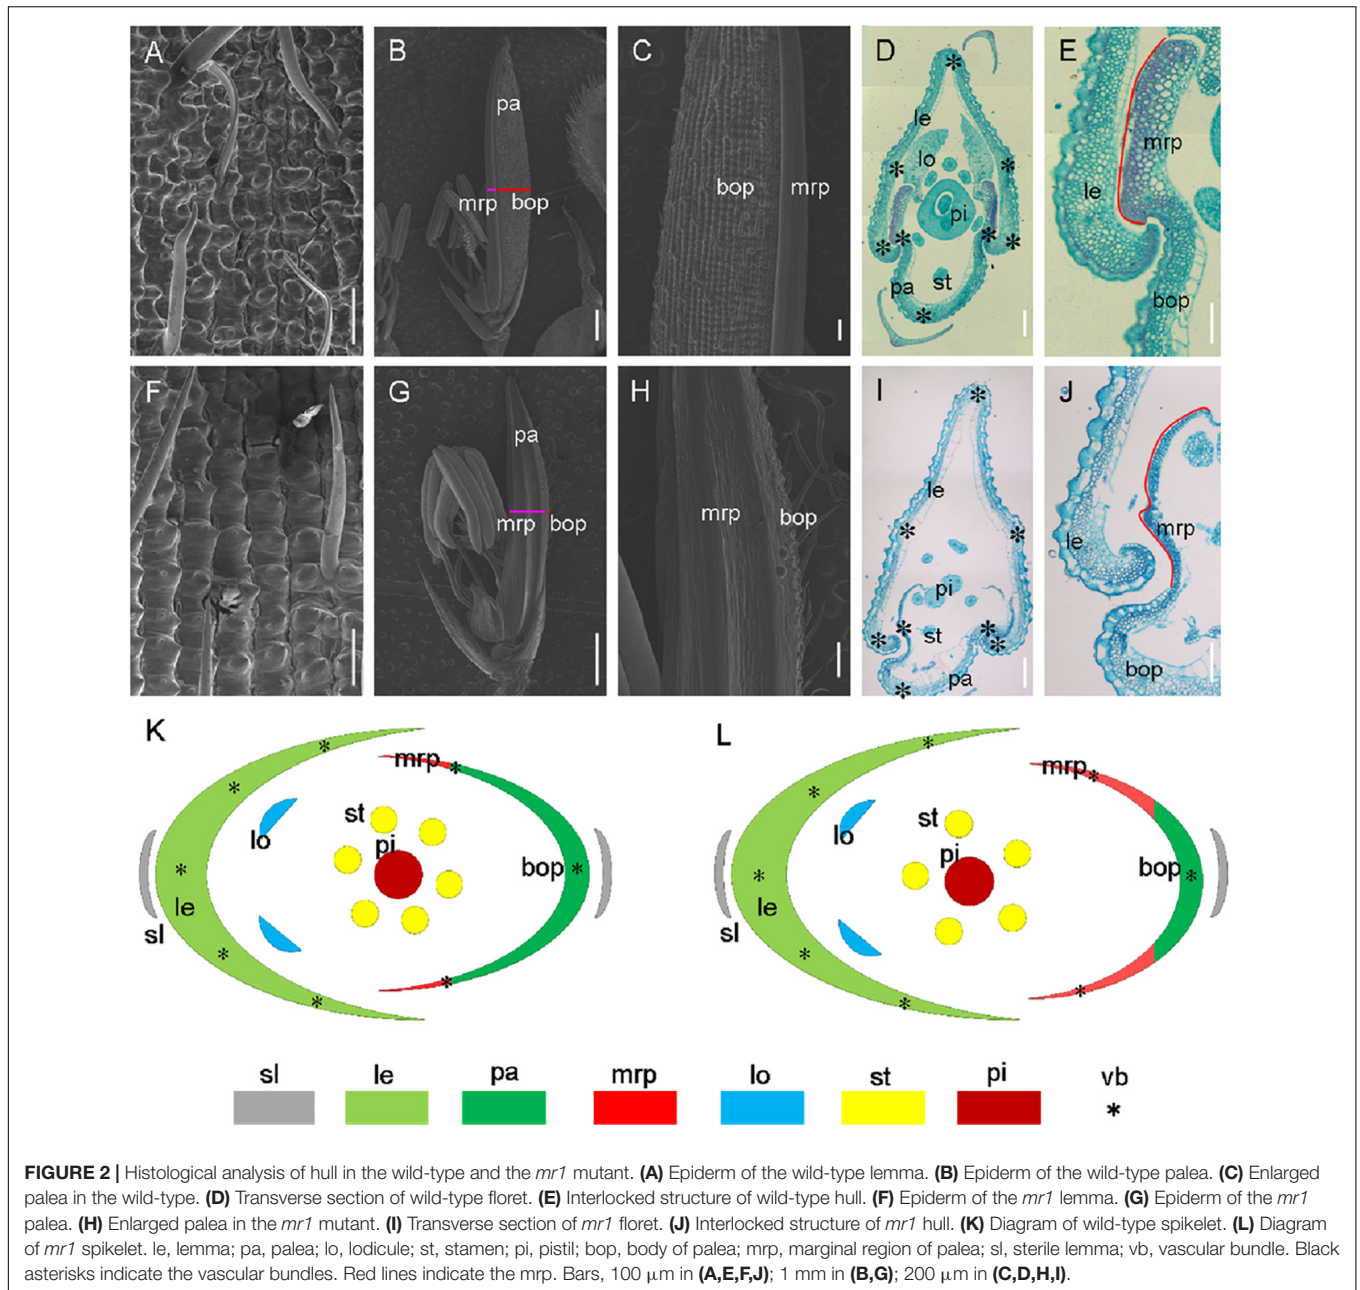 A B C D E
pa
mrp bop
bop mrp
le
lo
pi
st
pa
mrp
le
bop
F G H I J
pa
mrp bop
mrp bop
le
pi
st
pa
le
mrp
bop
K L
mrp
st
pi
lo
bop
le
sl
mrp
st
pi
lo
bop
le
sl
sl le pa mrp lo st pi vb
*
FIGURE 2 | Histological analysis of hull in the wild-type and the mr1 mutant. (A) Epiderm of the wild-type lemma. (B) Epiderm of the wild-type palea. (C) Enlarged
palea in the wild-type. (D) Transverse section of wild-type floret. (E) Interlocked structure of wild-type hull. (F) Epiderm of the mr1 lemma. (G) Epiderm of the mr1
palea. (H) Enlarged palea in the mr1 mutant. (I) Transverse section of mr1 floret. (J) Interlocked structure of mr1 hull. (K) Diagram of wild-type spikelet. (L) Diagram
of mr1 spikelet. le, lemma; pa, palea; lo, lodicule; st, stamen; pi, pistil; bop, body of palea; mrp, marginal region of palea; sl, sterile lemma; vb, vascular bundle. Black
asterisks indicate the vascular bundles. Red lines indicate the mrp. Bars, 100 μm in (A,E,F,J); 1 mm in (B,G); 200 μm in (C,D,H,I).